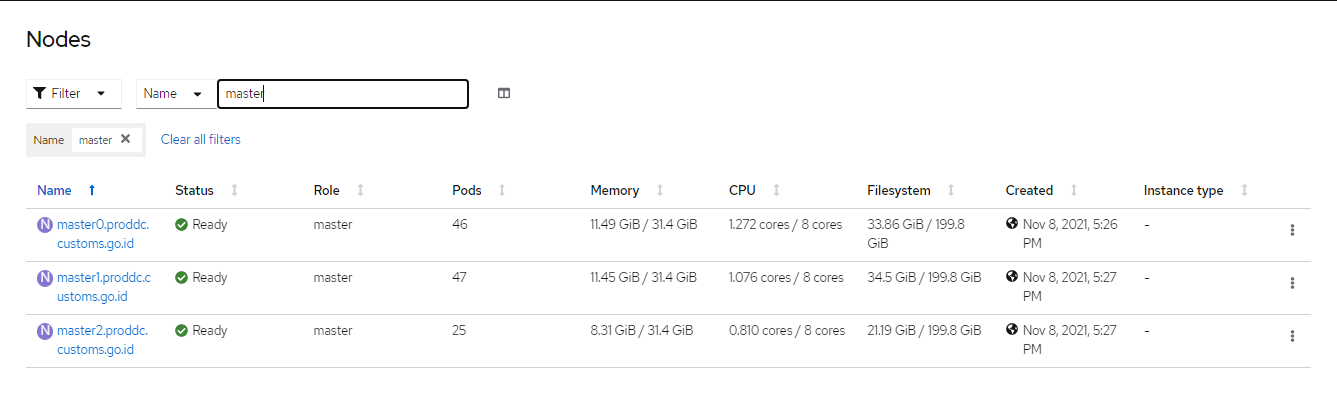 Nodes
Filter Name master
Name master Clear all filters
Name Status Role Pods Memory CPU Filesystem Created Instance type
N master0.proddc. Ready master 46 11.49 GiB / 31.4 GiB 1.272 cores / 8 cores 33.86 GiB / 199.8 Nov 8, 2021, 5:26 -
customs.go.id GiB PM
N master1.proddc.c Ready master 47 11.45 GiB / 31.4 GiB 1.076 cores / 8 cores 34.5 GiB / 199.8 GiB Nov 8, 2021, 5:27 -
ustoms.go.id PM
N master2.proddc. Ready master 25 8.31 GiB / 31.4 GiB 0.810 cores / 8 cores 21.19 GiB / 199.8 GiB Nov 8, 2021, 5:27 -
customs.go.id PM